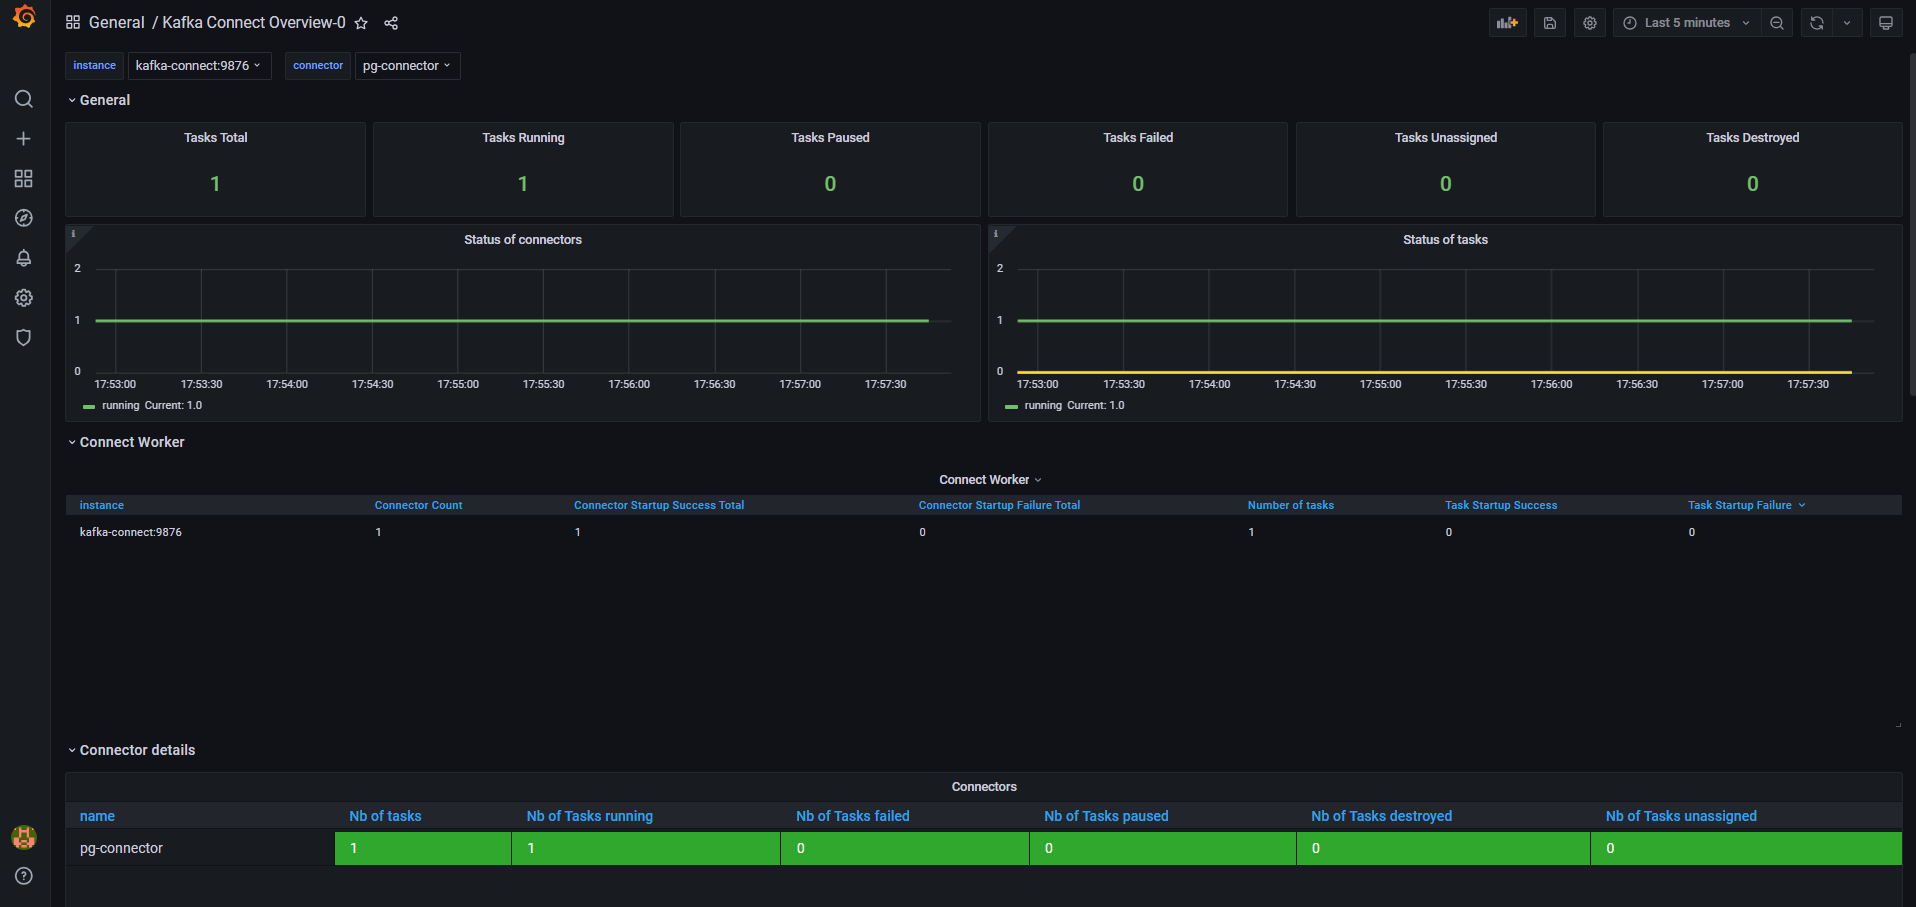 General / Kafka Connect Overview-0
Last 5 minutes
instance kafka-connect:9876 connector pg-connector
General
Tasks Total Tasks Running Tasks Paused Tasks Failed Tasks Unassigned Tasks Destroyed
1 1 0 0 0 0
i
Status of connectors
2
1
0
17:53:00 17:53:30 17:54:00 17:54:30 17:55:00 17:55:30 17:56:00 17:56:30 17:57:00 17:57:30
running Current: 1.0
i
Status of tasks
2
1
0
17:53:00 17:53:30 17:54:00 17:54:30 17:55:00 17:55:30 17:56:00 17:56:30 17:57:00 17:57:30
running Current: 1.0
Connect Worker
Connect Worker
instance Connector Count Connector Startup Success Total Connector Startup Failure Total Number of tasks Task Startup Success Task Startup Failure
kafka-connect:9876 1 1 0 1 0 0
Connector details
Connectors
name Nb of tasks Nb of Tasks running Nb of Tasks failed Nb of Tasks paused Nb of Tasks destroyed Nb of Tasks unassigned
pg-connector 1 1 0 0 0 0